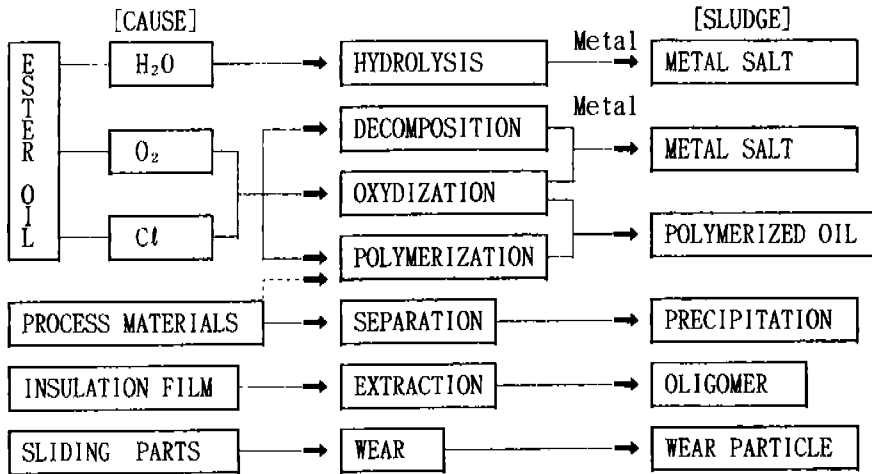 [CAUSE] [SLUDGE]
ESTER OIL
H₂O HYDROLYSIS Metal METAL SALT
DECOMPOSITION Metal
O₂ METAL SALT
OXYDIZATION
Cl POLYMERIZATION POLYMERIZED OIL
PROCESS MATERIALS SEPARATION PRECIPITATION
INSULATION FILM EXTRACTION OLIGOMER
SLIDING PARTS WEAR WEAR PARTICLE